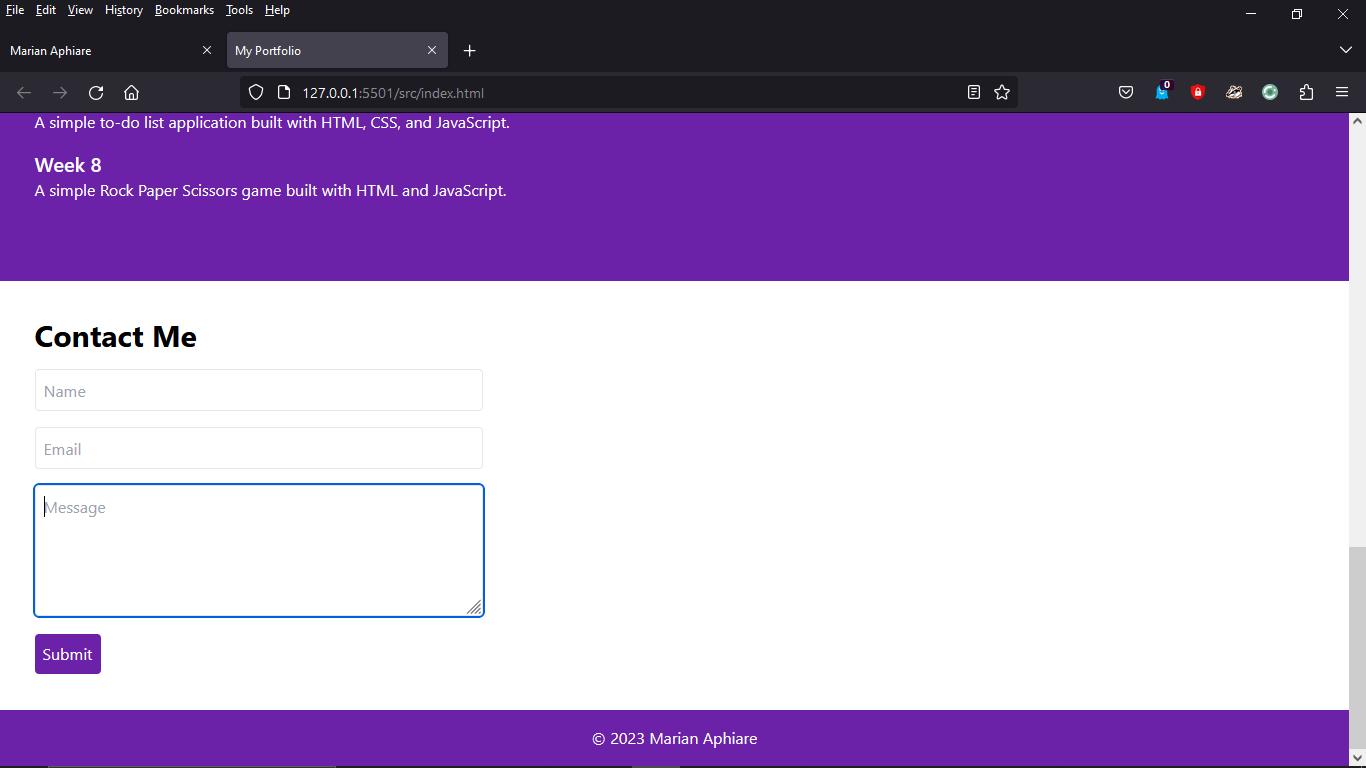 File Edit View History Bookmarks Tools Help
Marian Aphiare
My Portfolio
127.0.0.1:5501/src/index.html
0
A simple to-do list application built with HTML, CSS, and JavaScript.
Week 8
A simple Rock Paper Scissors game built with HTML and JavaScript.
Contact Me
Name
Email
Message
Submit
© 2023 Marian Aphiare